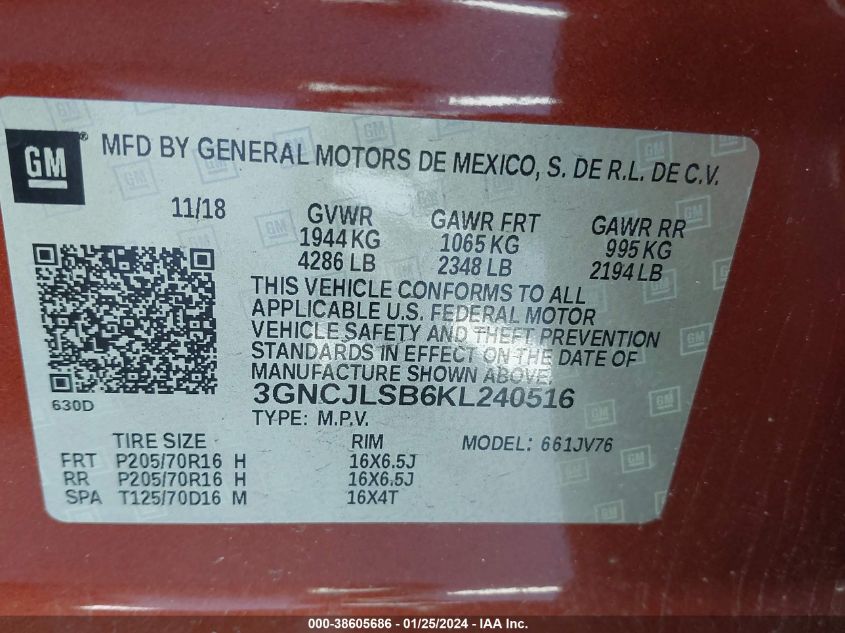 GM® MFD BY GENERAL MOTORS DE MEXICO, S. DE R.L. DE C.V.
11/18 GVWR GAWR FRT GAWR RR
1944 KG 1065 KG 995 KG
4286 LB 2348 LB 2194 LB
THIS VEHICLE CONFORMS TO ALL
APPLICABLE U.S. FEDERAL MOTOR
VEHICLE SAFETY AND THEFT PREVENTION
STANDARDS IN EFFECT ON THE DATE OF
MANUFACTURE SHOWN ABOVE.
630D 3GNCJLSB6KL240516
TYPE: M.P.V.
TIRE SIZE RIM MODEL: 661JV76
FRT P205/70R16 H 16X6.5J
RR P205/70R16 H 16X6.5J
SPA T125/70D16 M 16X4T
000-38605686 - 01/25/2024 - IAA Inc.